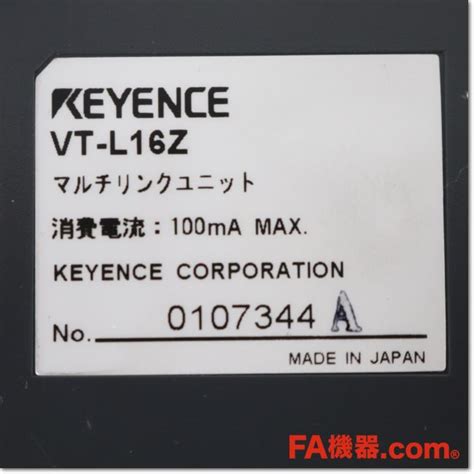 KEYENCE
VT-L16Z
マルチリンクユニット
消費電流：100mA MAX.
KEYENCE CORPORATION
No. 0107344 A
MADE IN JAPAN
FA機器.com®